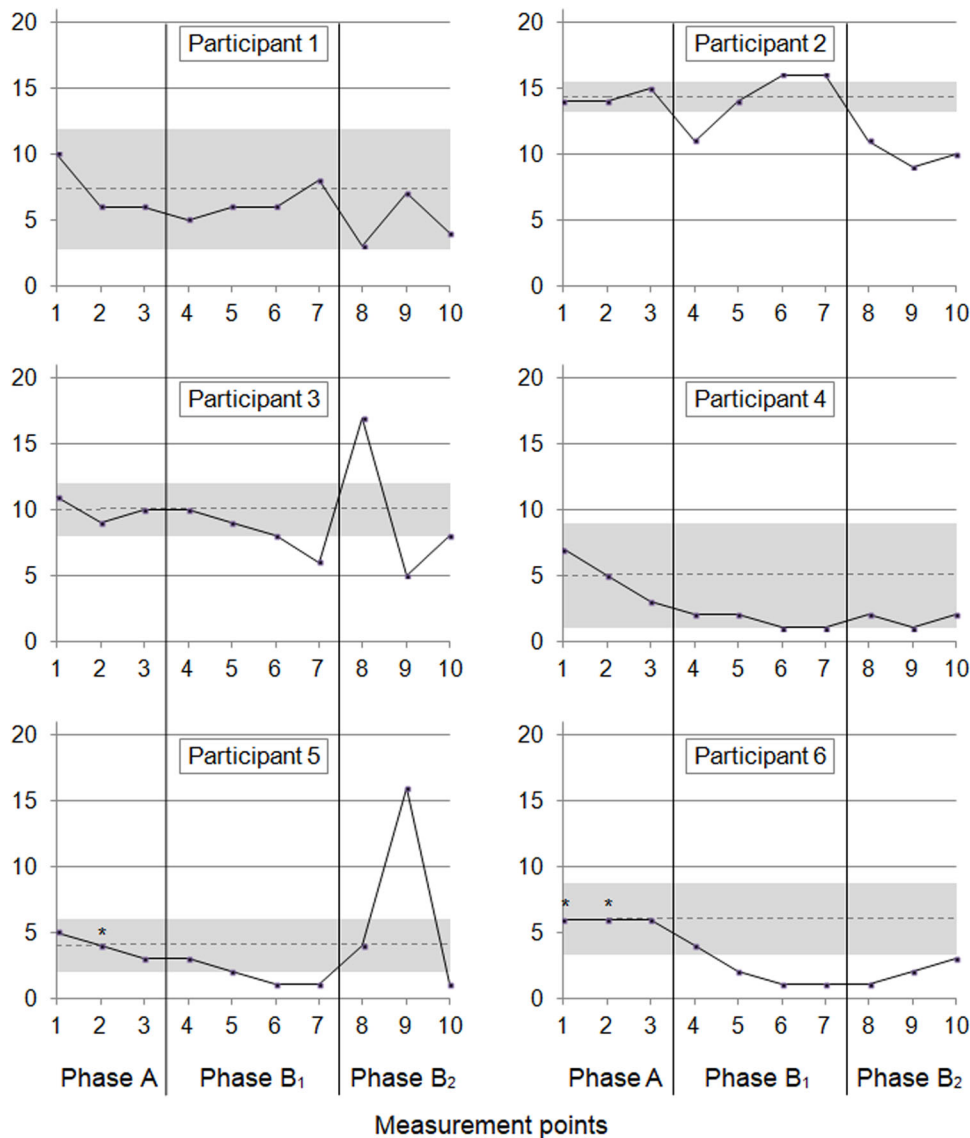 20
15
10
5
0
Participant 1
1 2 3 4 5 6 7 8 9 10
20
15
10
5
0
Participant 2
1 2 3 4 5 6 7 8 9 10
20
15
10
5
0
Participant 3
1 2 3 4 5 6 7 8 9 10
20
15
10
5
0
Participant 4
1 2 3 4 5 6 7 8 9 10
20
15
10
5
0
Participant 5
*
1 2 3 4 5 6 7 8 9 10
Phase A Phase B₁ Phase B₂
20
15
10
5
0
Participant 6
* *
1 2 3 4 5 6 7 8 9 10
Phase A Phase B₁ Phase B₂
Measurement points